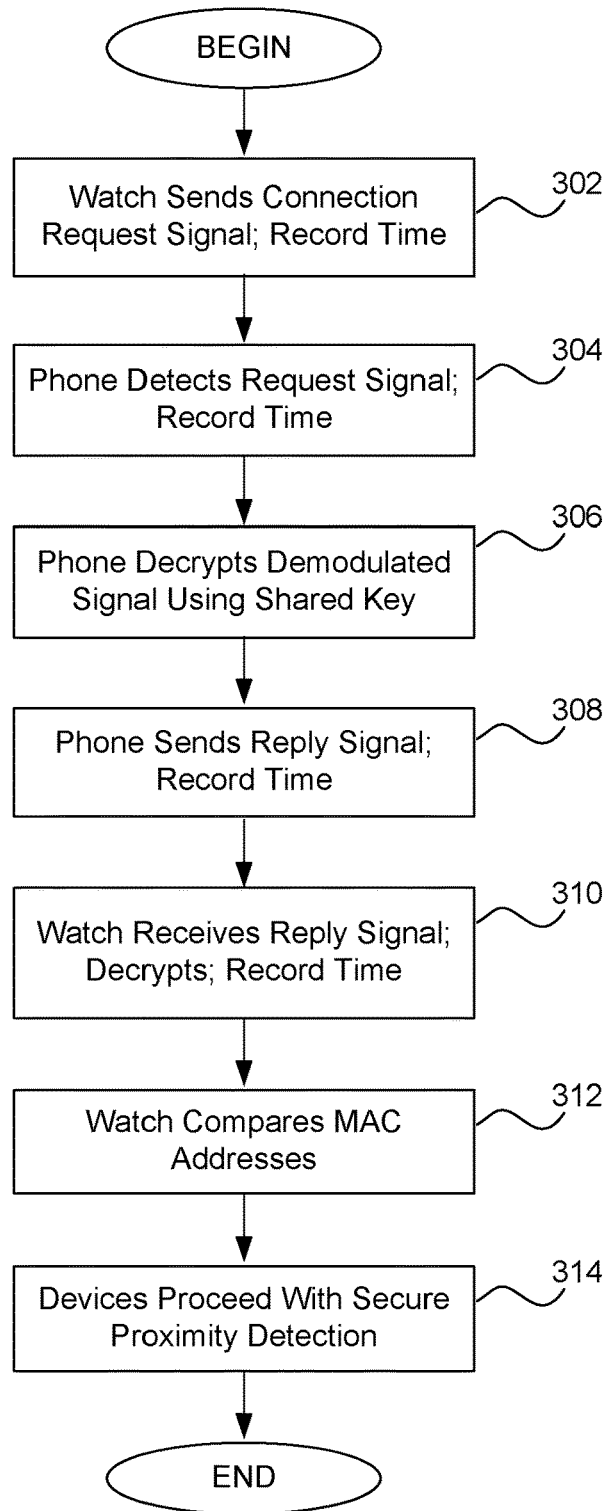 BEGIN
Watch Sends Connection
Request Signal; Record Time
302
Phone Detects Request Signal;
Record Time
304
Phone Decrypts Demodulated
Signal Using Shared Key
306
Phone Sends Reply Signal;
Record Time
308
Watch Receives Reply Signal;
Decrypts; Record Time
310
Watch Compares MAC
Addresses
312
Devices Proceed With Secure
Proximity Detection
314
END